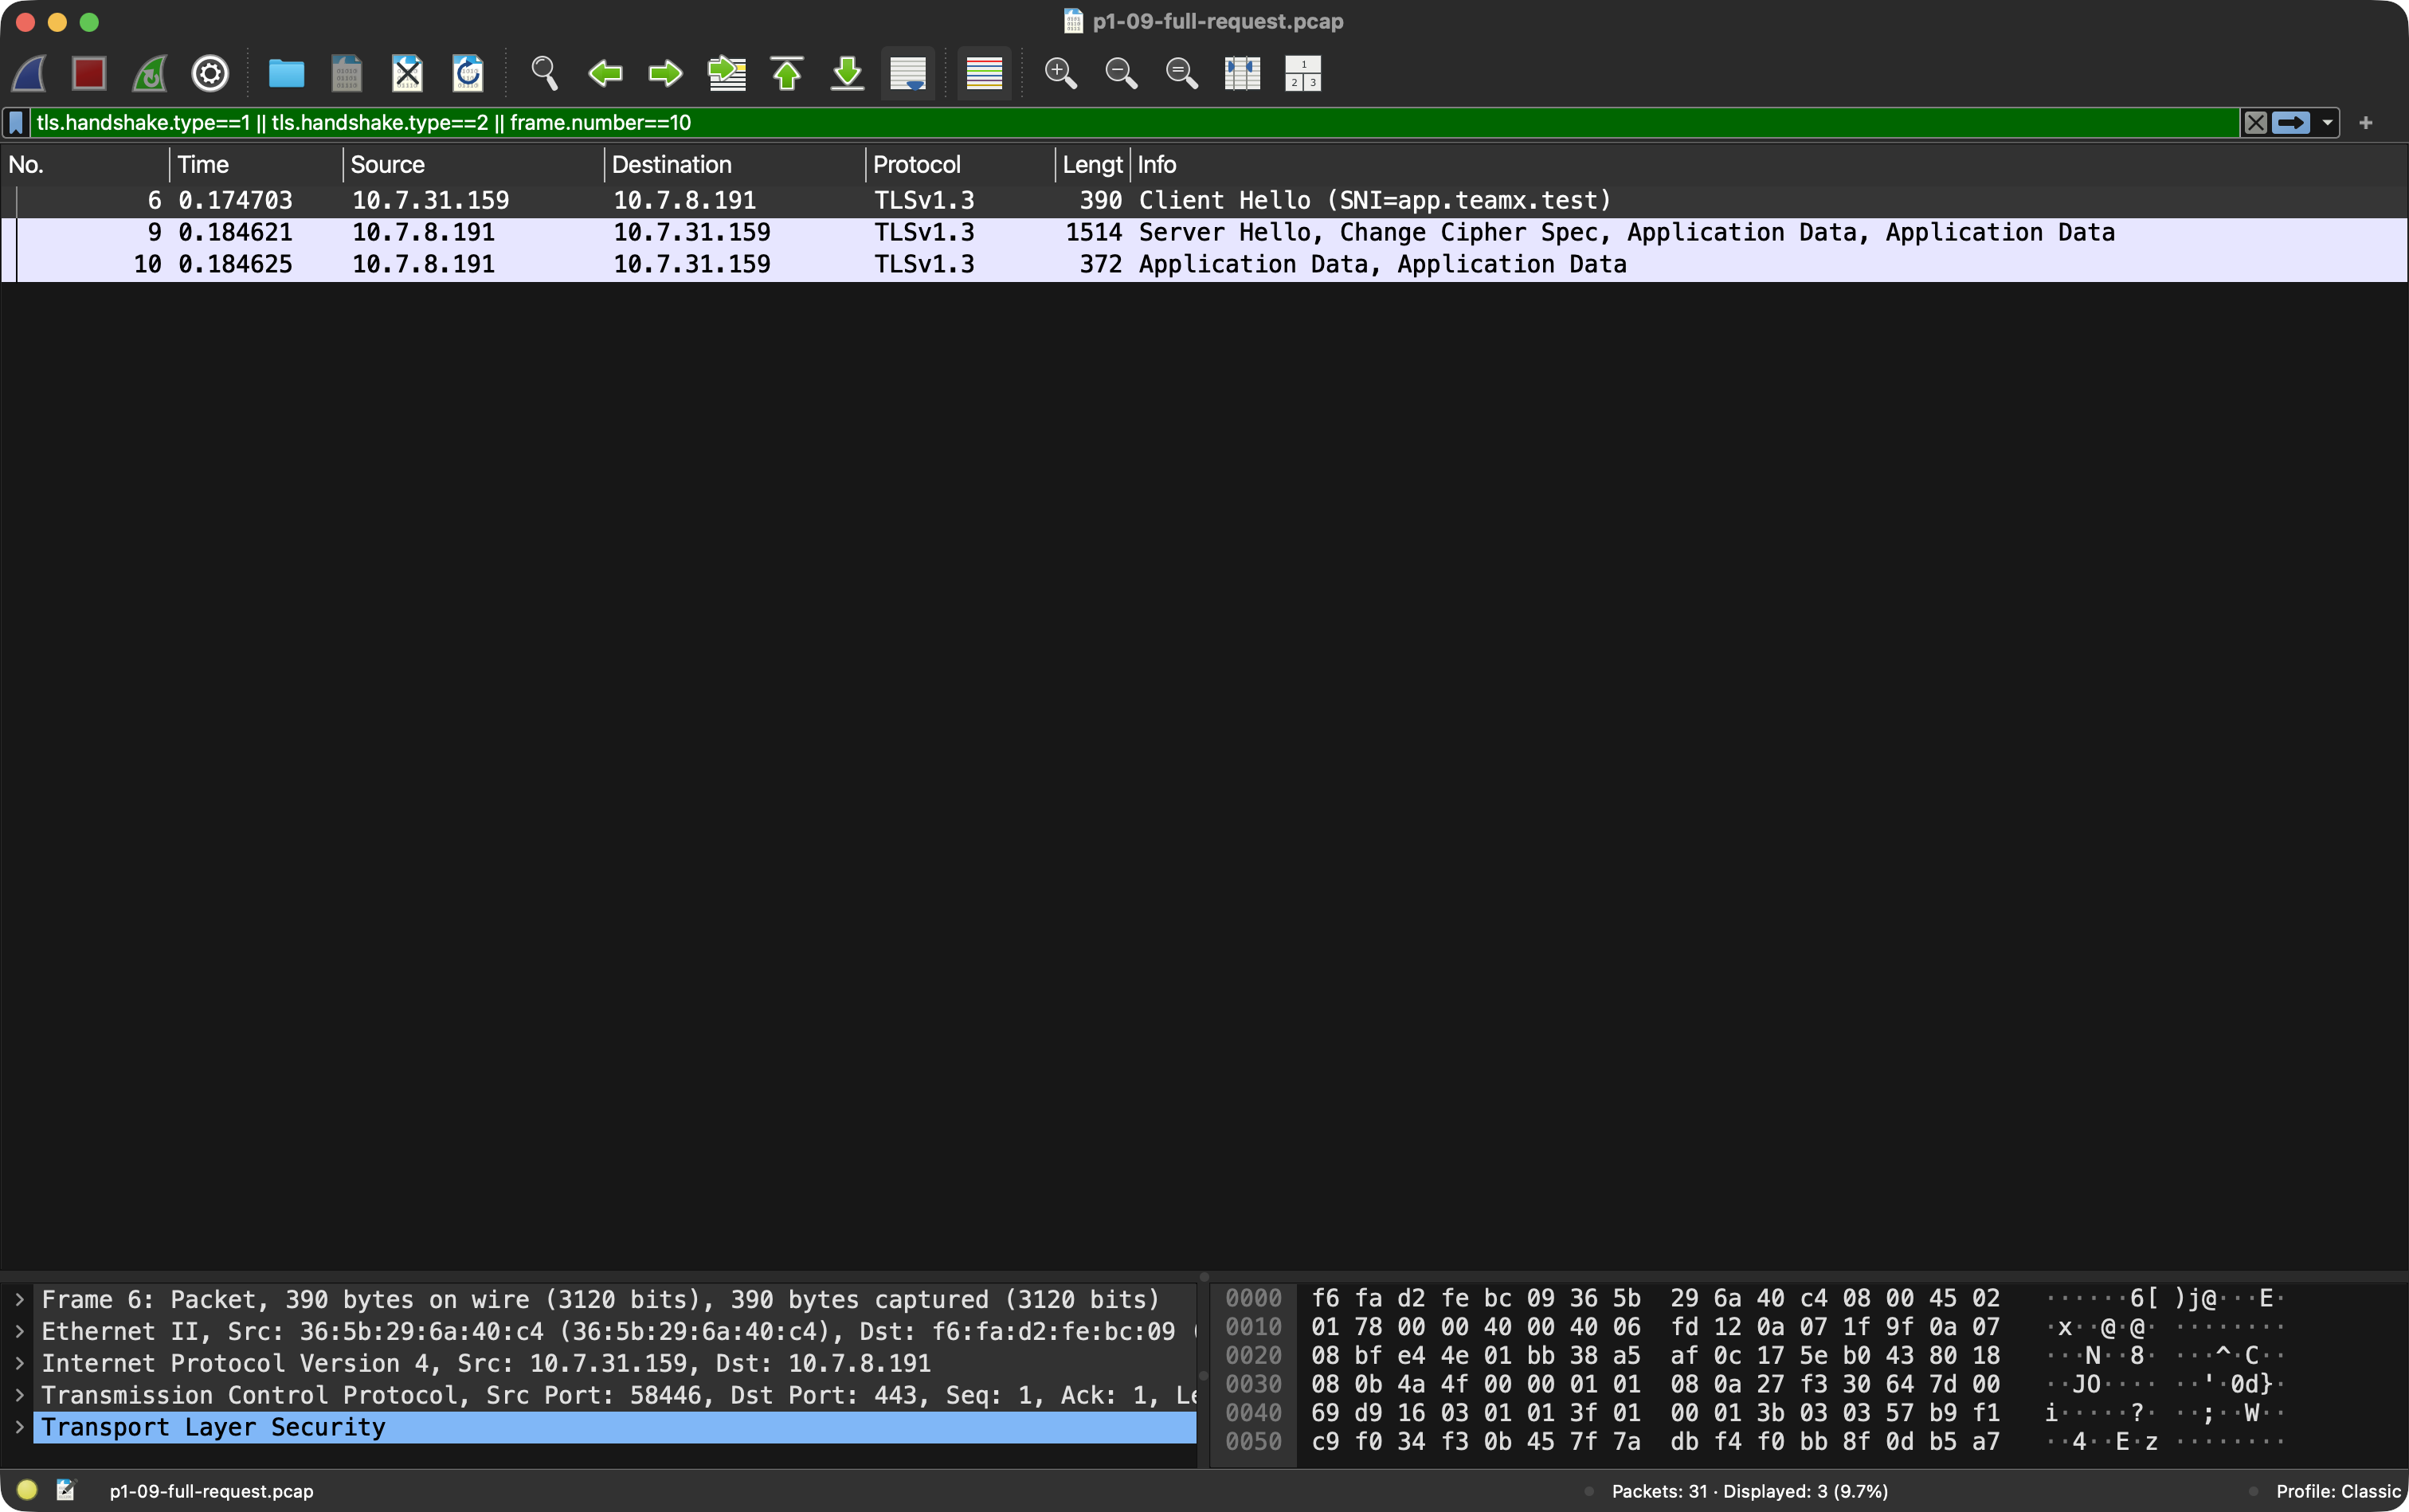 p1-09-full-request.pcap
tls.handshake.type==1 || tls.handshake.type==2 || frame.number==10
No. Time Source Destination Protocol Lengt Info
6 0.174703 10.7.31.159 10.7.8.191 TLSv1.3 390 Client Hello (SNI=app.teamx.test)
9 0.184621 10.7.8.191 10.7.31.159 TLSv1.3 1514 Server Hello, Change Cipher Spec, Application Data, Application Data
10 0.184625 10.7.8.191 10.7.31.159 TLSv1.3 372 Application Data, Application Data
Frame 6: Packet, 390 bytes on wire (3120 bits), 390 bytes captured (3120 bits)
Ethernet II, Src: 36:5b:29:6a:40:c4 (36:5b:29:6a:40:c4), Dst: f6:fa:d2:fe:bc:09 (
Internet Protocol Version 4, Src: 10.7.31.159, Dst: 10.7.8.191
Transmission Control Protocol, Src Port: 58446, Dst Port: 443, Seq: 1, Ack: 1, Le
Transport Layer Security
0000 f6 fa d2 fe bc 09 36 5b 29 6a 40 c4 08 00 45 02 ······6[ )j@···E·
0010 01 78 00 00 40 00 40 06 fd 12 0a 07 1f 9f 0a 07 ·x··@·@· ········
0020 08 bf e4 4e 01 bb 38 a5 af 0c 17 5e b0 43 80 18 ···N··8· ···^·C··
0030 08 0b 4a 4f 00 00 01 01 08 0a 27 f3 30 64 7d 00 ··JO···· ··'·0d}·
0040 69 d9 16 03 01 01 3f 01 00 01 3b 03 03 57 b9 f1 i·····?· ··;··W··
0050 c9 f0 34 f3 0b 45 7f 7a db f4 f0 bb 8f 0d b5 a7 ··4··E·z ········
p1-09-full-request.pcap
Packets: 31 · Displayed: 3 (9.7%)
Profile: Classic